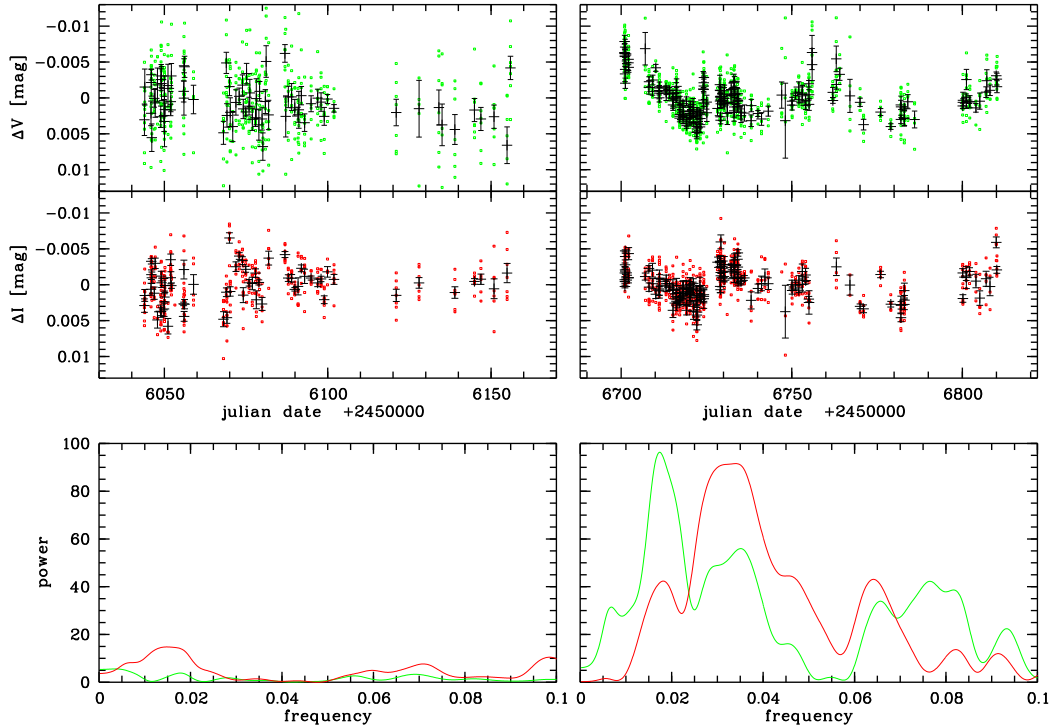 -0.01
-0.005
0
0.005
0.01
ΔV [mag]
-0.01
-0.005
0
0.005
0.01
ΔI [mag]
6050 6100 6150
julian date +2450000
6700 6750 6800
julian date +2450000
100
80
60
40
20
0
power
0 0.02 0.04 0.06 0.08 0.1
frequency
0 0.02 0.04 0.06 0.08 0.1
frequency